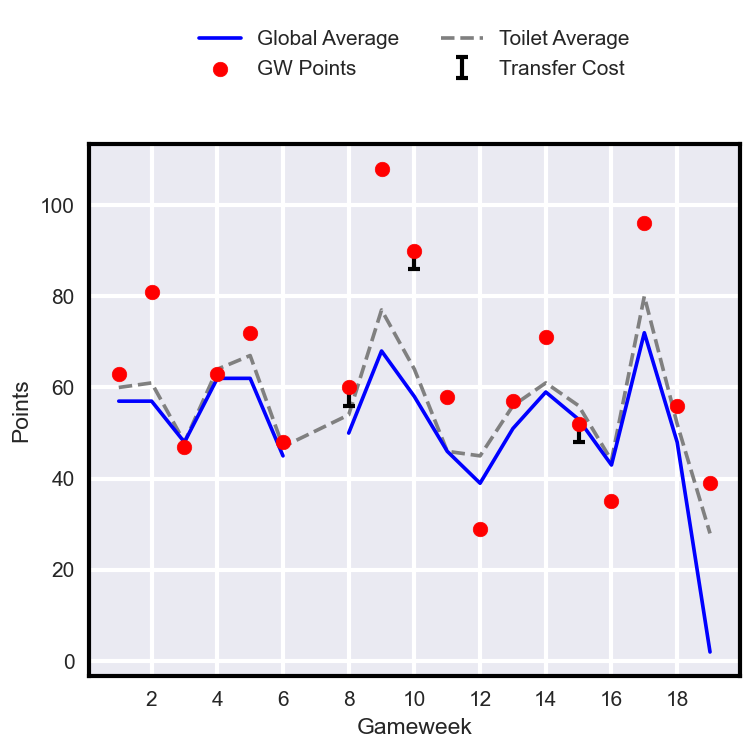 Global Average
Toilet Average
GW Points
Transfer Cost
100
80
60
40
20
0
Points
2 4 6 8 10 12 14 16 18
Gameweek